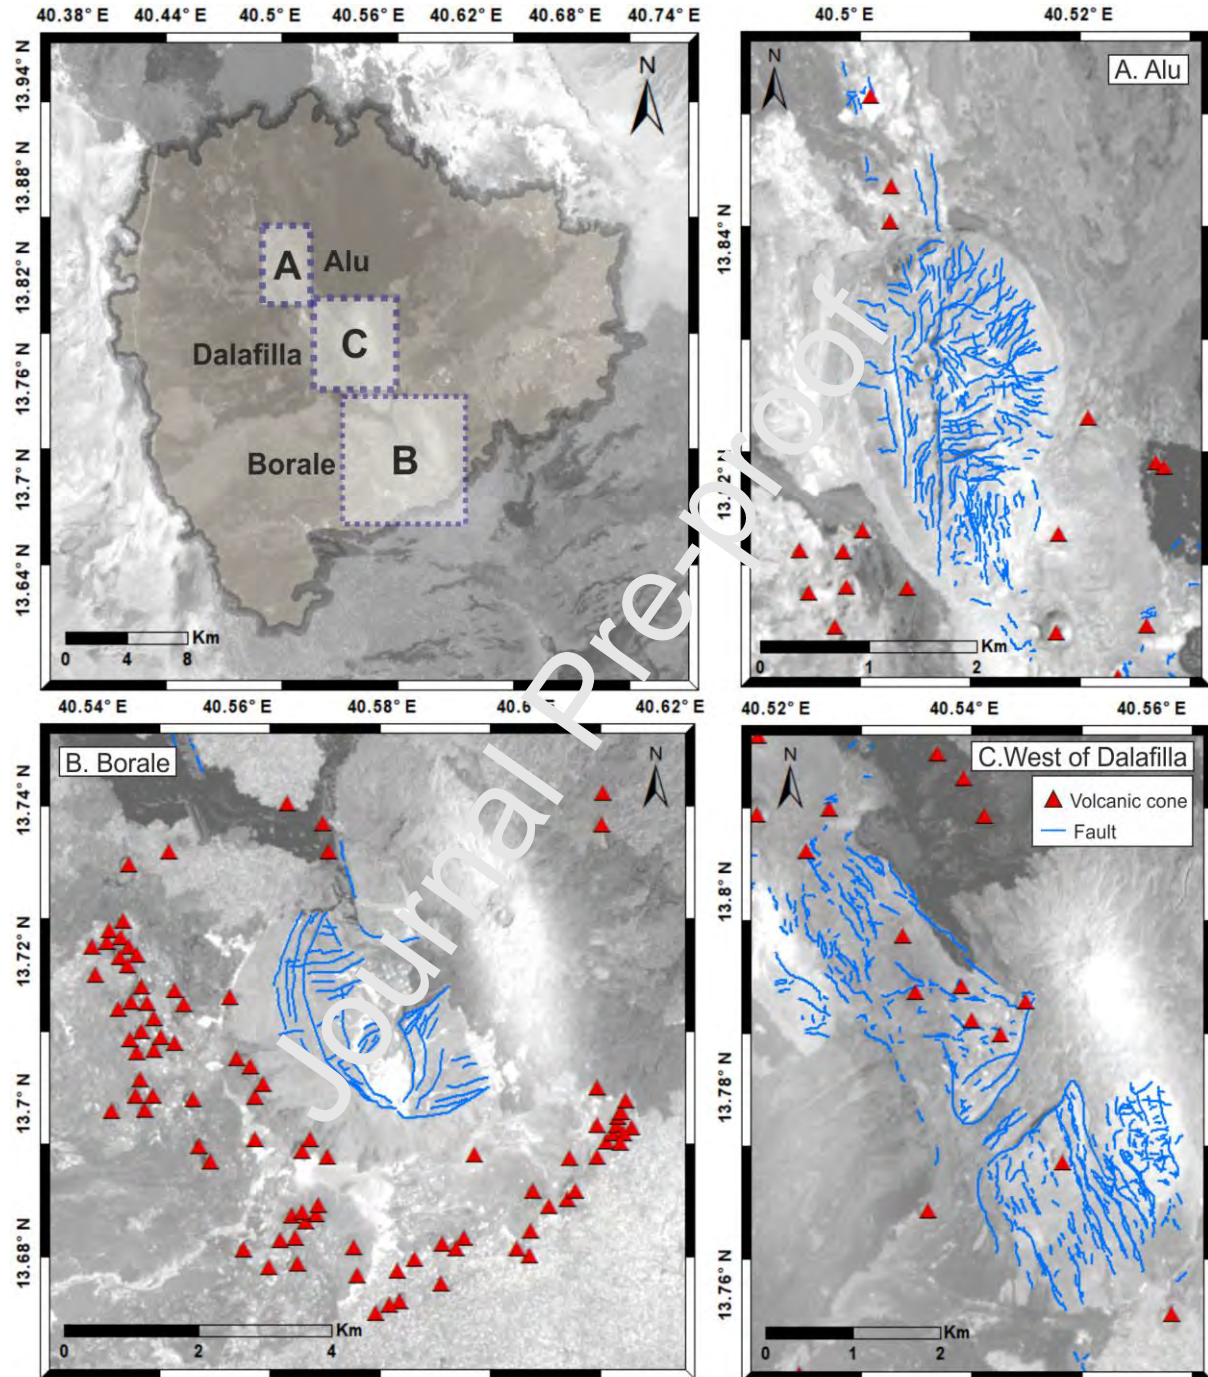 40.38° E 40.44° E 40.5° E 40.56° E 40.62° E 40.68° E 40.74° E
13.94° N
13.88° N
13.82° N
13.76° N
13.7° N
13.64° N
N
A
Alu
C
Dalafilla
B
Borale
Km
0 4 8
40.5° E 40.52° E
A. Alu
N
13.84° N
13.82° N
Km
0 1 2
40.54° E 40.56° E 40.58° E 40.6 40.62° E
B. Borale
N
13.74° N
13.72° N
13.7° N
13.68° N
Km
0 2 4
40.52° E 40.54° E 40.56° E
C.West of Dalafilla
N
Volcanic cone
Fault
13.8° N
13.78° N
13.76° N
Km
0 1 2
Journal Pre-proof